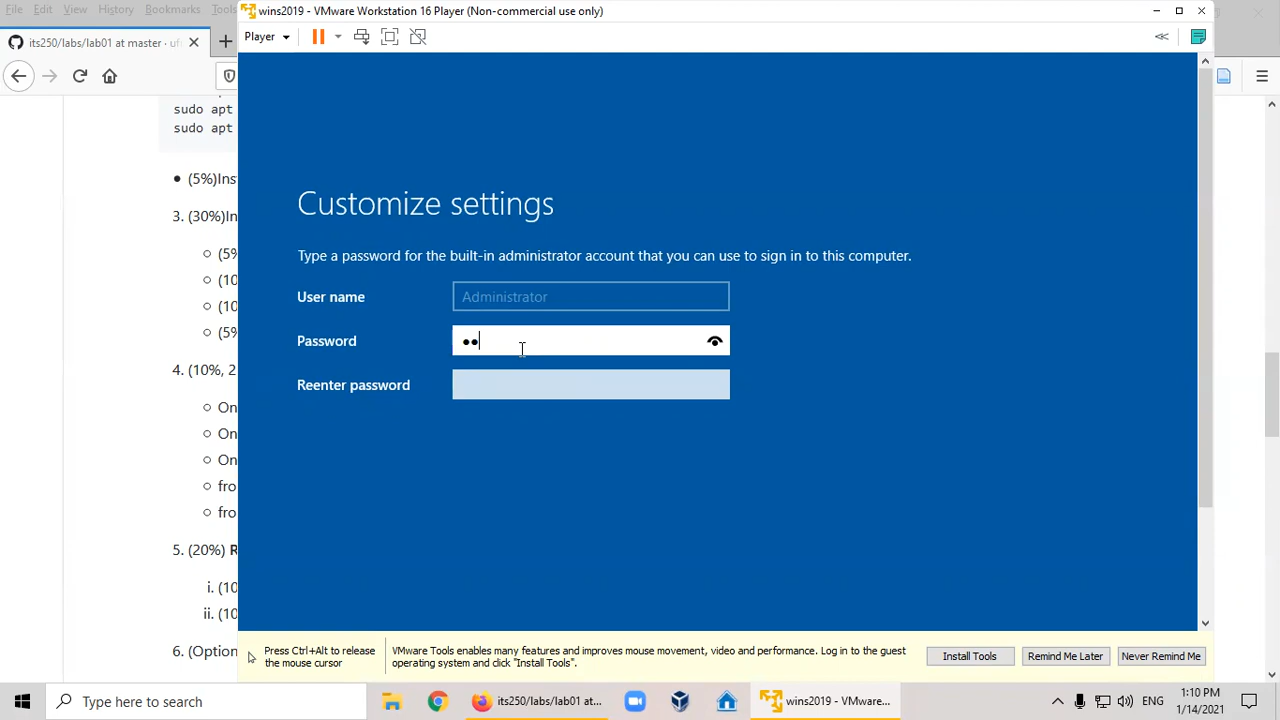 File Edit View History Bookmarks Tools
wins2019 - VMware Workstation 16 Player (Non-commercial use only)
its250/labs/lab01 at master · uf
Player
sudo apt
sudo apt
(5%)Ins
3. (30%)In
(5%
(10
(10
(5%
4. (10%, 2
On
On
On
fro
fro
5. (20%) R
i. (10
ii. (10
6. (Option
Customize settings
Type a password for the built-in administrator account that you can use to sign in to this computer.
User name
Administrator
Password
Reenter password
Press Ctrl+Alt to release
the mouse cursor
VMware Tools enables many features and improves mouse movement, video and performance. Log in to the guest
operating system and click "Install Tools".
Install Tools
Remind Me Later
Never Remind Me
Type here to search
its250/labs/lab01 at...
wins2019 - VMware...
ENG
1:10 PM
1/14/2021